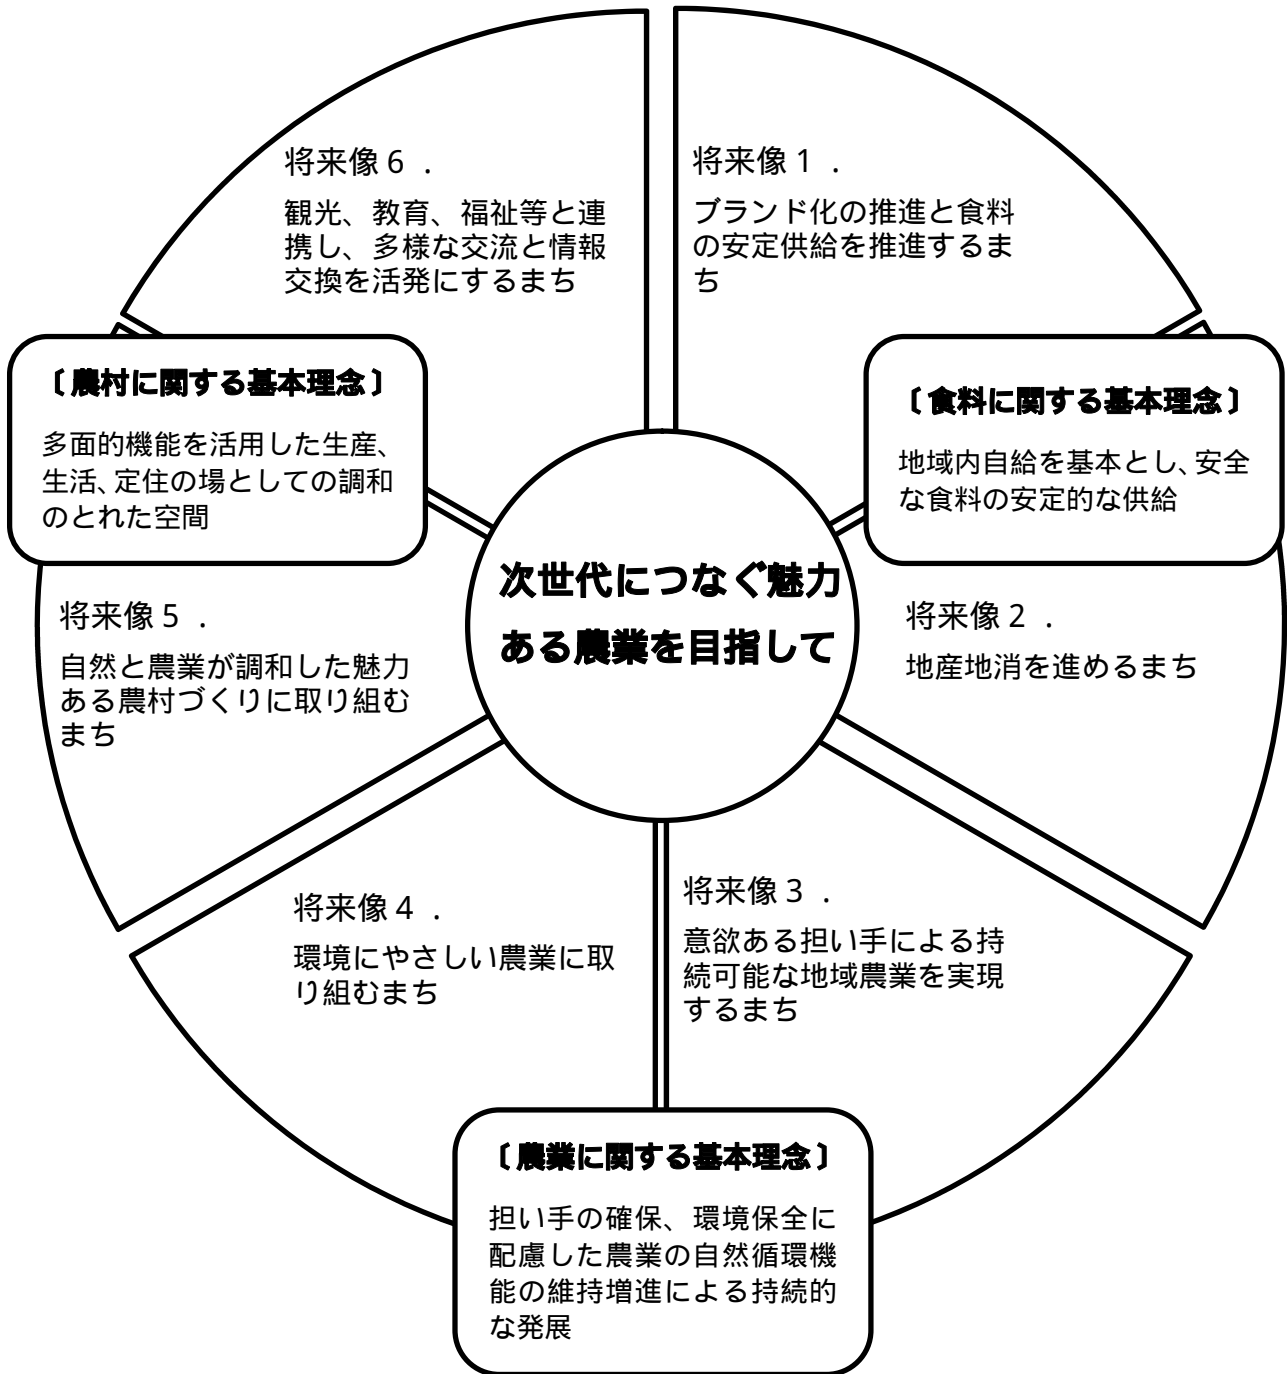 将来像６．
観光、教育、福祉等と連
携し、多様な交流と情報
交換を活発にするまち
将来像１．
ブランド化の推進と食料
の安定供給を推進するま
ち
〔農村に関する基本理念〕
多面的機能を活用した生産、
生活、定住の場としての調和
のとれた空間
〔食料に関する基本理念〕
地域内自給を基本とし、安全
な食料の安定的な供給
次世代につなぐ魅力
ある農業を目指して
将来像５．
自然と農業が調和した魅力
ある農村づくりに取り組む
まち
将来像２．
地産地消を進めるまち
将来像４．
環境にやさしい農業に取
り組むまち
将来像３．
意欲ある担い手による持
続可能な地域農業を実現
するまち
〔農業に関する基本理念〕
担い手の確保、環境保全に
配慮した農業の自然循環機
能の維持増進による持続的
な発展